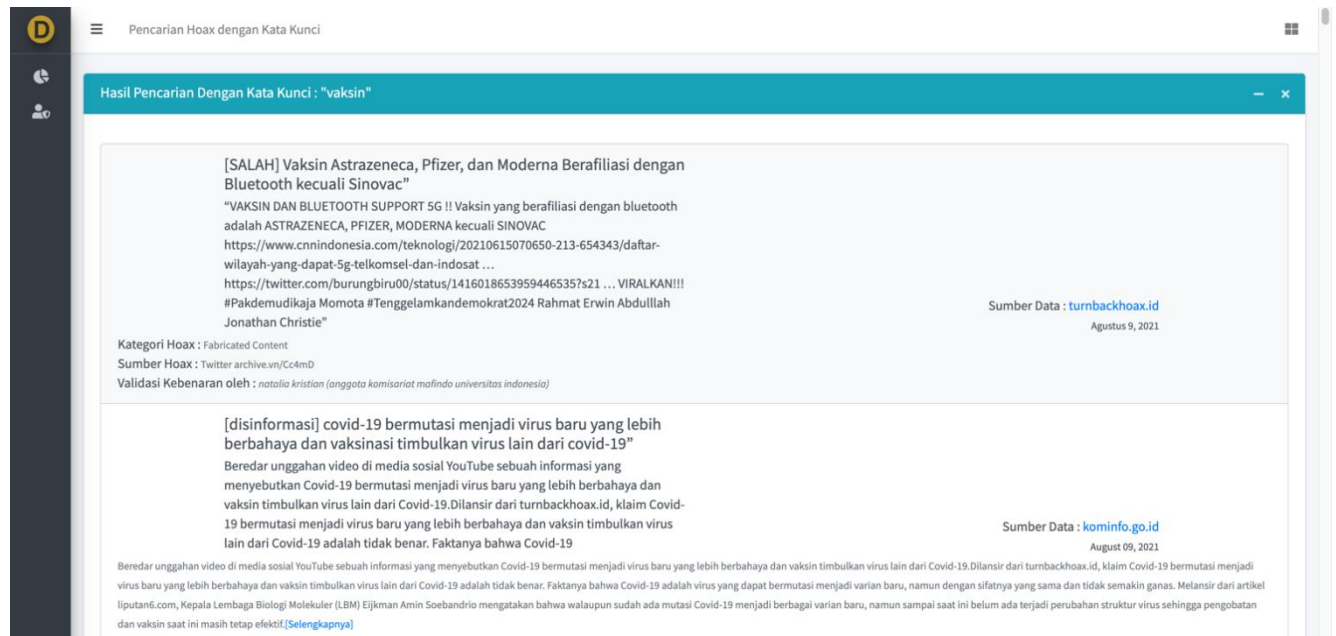 D
Pencarian Hoax dengan Kata Kunci
Hasil Pencarian Dengan Kata Kunci : "vaksin"
[SALAH] Vaksin Astrazeneca, Pfizer, dan Moderna Berafiliasi dengan
Bluetooth kecuali Sinovac”
“VAKSIN DAN BLUETOOTH SUPPORT 5G !! Vaksin yang berafiliasi dengan bluetooth
adalah ASTRAZENECA, PFIZER, MODERNA kecuali SINOVAC
https://www.cnnindonesia.com/teknologi/20210615070650-213-654343/daftar-
wilayah-yang-dapat-5g-telkomsel-dan-indosat …
https://twitter.com/burungbiru00/status/1416018653959446535?s21 … VIRALKAN!!!
#Pakdemudikaja Momota #Tenggelamkandemokrat2024 Rahmat Erwin Abdulllah
Jonathan Christie”
Sumber Data : turnbackhoax.id
Agustus 9, 2021
Kategori Hoax : Fabricated Content
Sumber Hoax : Twitter archive.vn/Cc4mD
Validasi Kebenaran oleh : natalia kristian (anggota komisariat mafindo universitas indonesia)
[disinformasi] covid-19 bermutasi menjadi virus baru yang lebih
berbahaya dan vaksinasi timbulkan virus lain dari covid-19”
Beredar unggahan video di media sosial YouTube sebuah informasi yang
menyebutkan Covid-19 bermutasi menjadi virus baru yang lebih berbahaya dan
vaksin timbulkan virus lain dari Covid-19.Dilansir dari turnbackhoax.id, klaim Covid-
19 bermutasi menjadi virus baru yang lebih berbahaya dan vaksin timbulkan virus
lain dari Covid-19 adalah tidak benar. Faktanya bahwa Covid-19
Sumber Data : kominfo.go.id
August 09, 2021
Beredar unggahan video di media sosial YouTube sebuah informasi yang menyebutkan Covid-19 bermutasi menjadi virus baru yang lebih berbahaya dan vaksin timbulkan virus lain dari Covid-19.Dilansir dari turnbackhoax.id, klaim Covid-19 bermutasi menjadi
virus baru yang lebih berbahaya dan vaksin timbulkan virus lain dari Covid-19 adalah tidak benar. Faktanya bahwa Covid-19 adalah virus yang dapat bermutasi menjadi varian baru, namun dengan sifatnya yang sama dan tidak semakin ganas. Melansir dari artikel
liputan6.com, Kepala Lembaga Biologi Molekuler (LBM) Eijkman Amin Soebandrio mengatakan bahwa walaupun sudah ada mutasi Covid-19 menjadi berbagai varian baru, namun sampai saat ini belum ada terjadi perubahan struktur virus sehingga pengobatan
dan vaksin saat ini masih tetap efektif.[Selengkapnya]